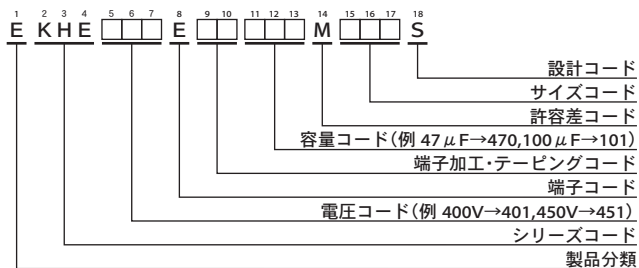 1 2 3 4 5 6 7 8 9 10 11 12 13 14 15 16 17 18
E K H E □□□ E □□ □□□ M □□□ S
設計コード
サイズコード
許容差コード
容量コード(例 47μF→470,100μF→101)
端子加工・テーピングコード
端子コード
電圧コード(例 400V→401,450V→451)
シリーズコード
製品分類